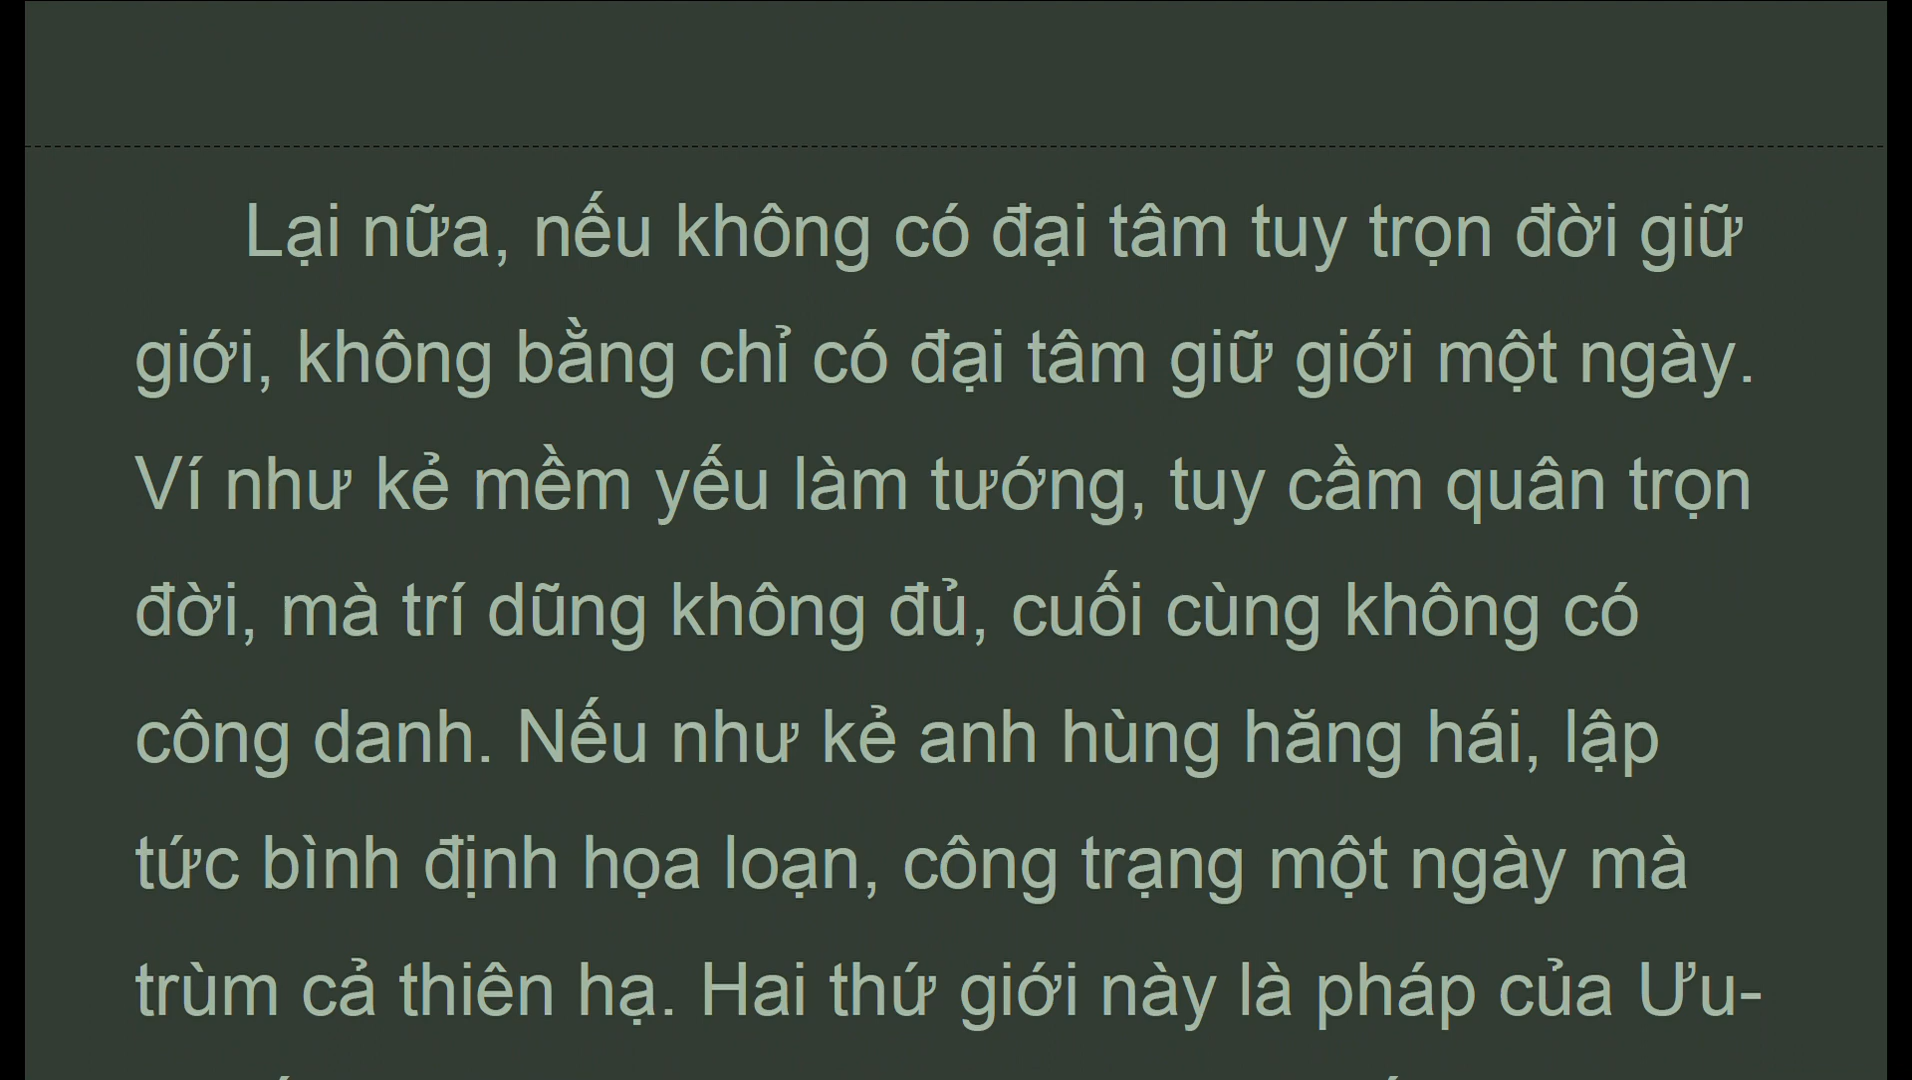 Lại nữa, nếu không có đại tâm tuy trọn đời giữ
giới, không bằng chỉ có đại tâm giữ giới một ngày.
Ví như kẻ mềm yếu làm tướng, tuy cầm quân trọn
đời, mà trí dũng không đủ, cuối cùng không có
công danh. Nếu như kẻ anh hùng hăng hái, lập
tức bình định họa loạn, công trạng một ngày mà
trùm cả thiên hạ. Hai thứ giới này là pháp của Ưu-